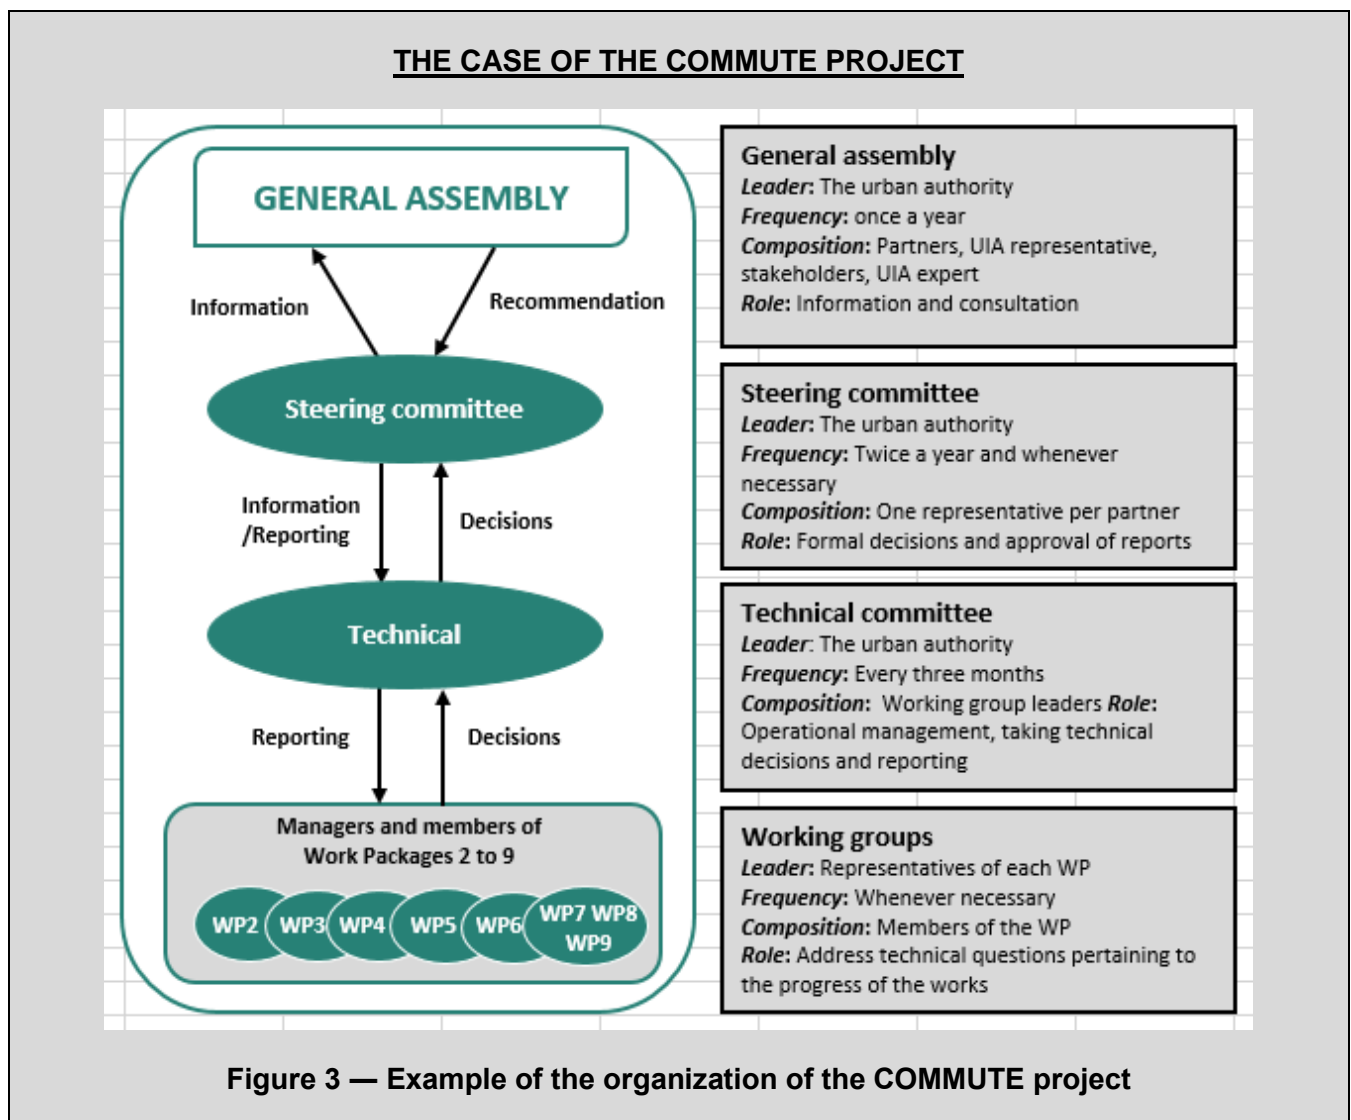 THE CASE OF THE COMMUTE PROJECT
GENERAL ASSEMBLY
Information
Recommendation
Steering committee
Information
/Reporting
Decisions
Technical
Reporting
Decisions
Managers and members of
Work Packages 2 to 9
WP2 WP3 WP4 WP5 WP6 WP7 WP8
WP9
General assembly
Leader: The urban authority
Frequency: once a year
Composition: Partners, UIA representative,
stakeholders, UIA expert
Role: Information and consultation
Steering committee
Leader: The urban authority
Frequency: Twice a year and whenever
necessary
Composition: One representative per partner
Role: Formal decisions and approval of reports
Technical committee
Leader: The urban authority
Frequency: Every three months
Composition: Working group leaders Role:
Operational management, taking technical
decisions and reporting
Working groups
Leader: Representatives of each WP
Frequency: Whenever necessary
Composition: Members of the WP
Role: Address technical questions pertaining to
the progress of the works
Figure 3 — Example of the organization of the COMMUTE project